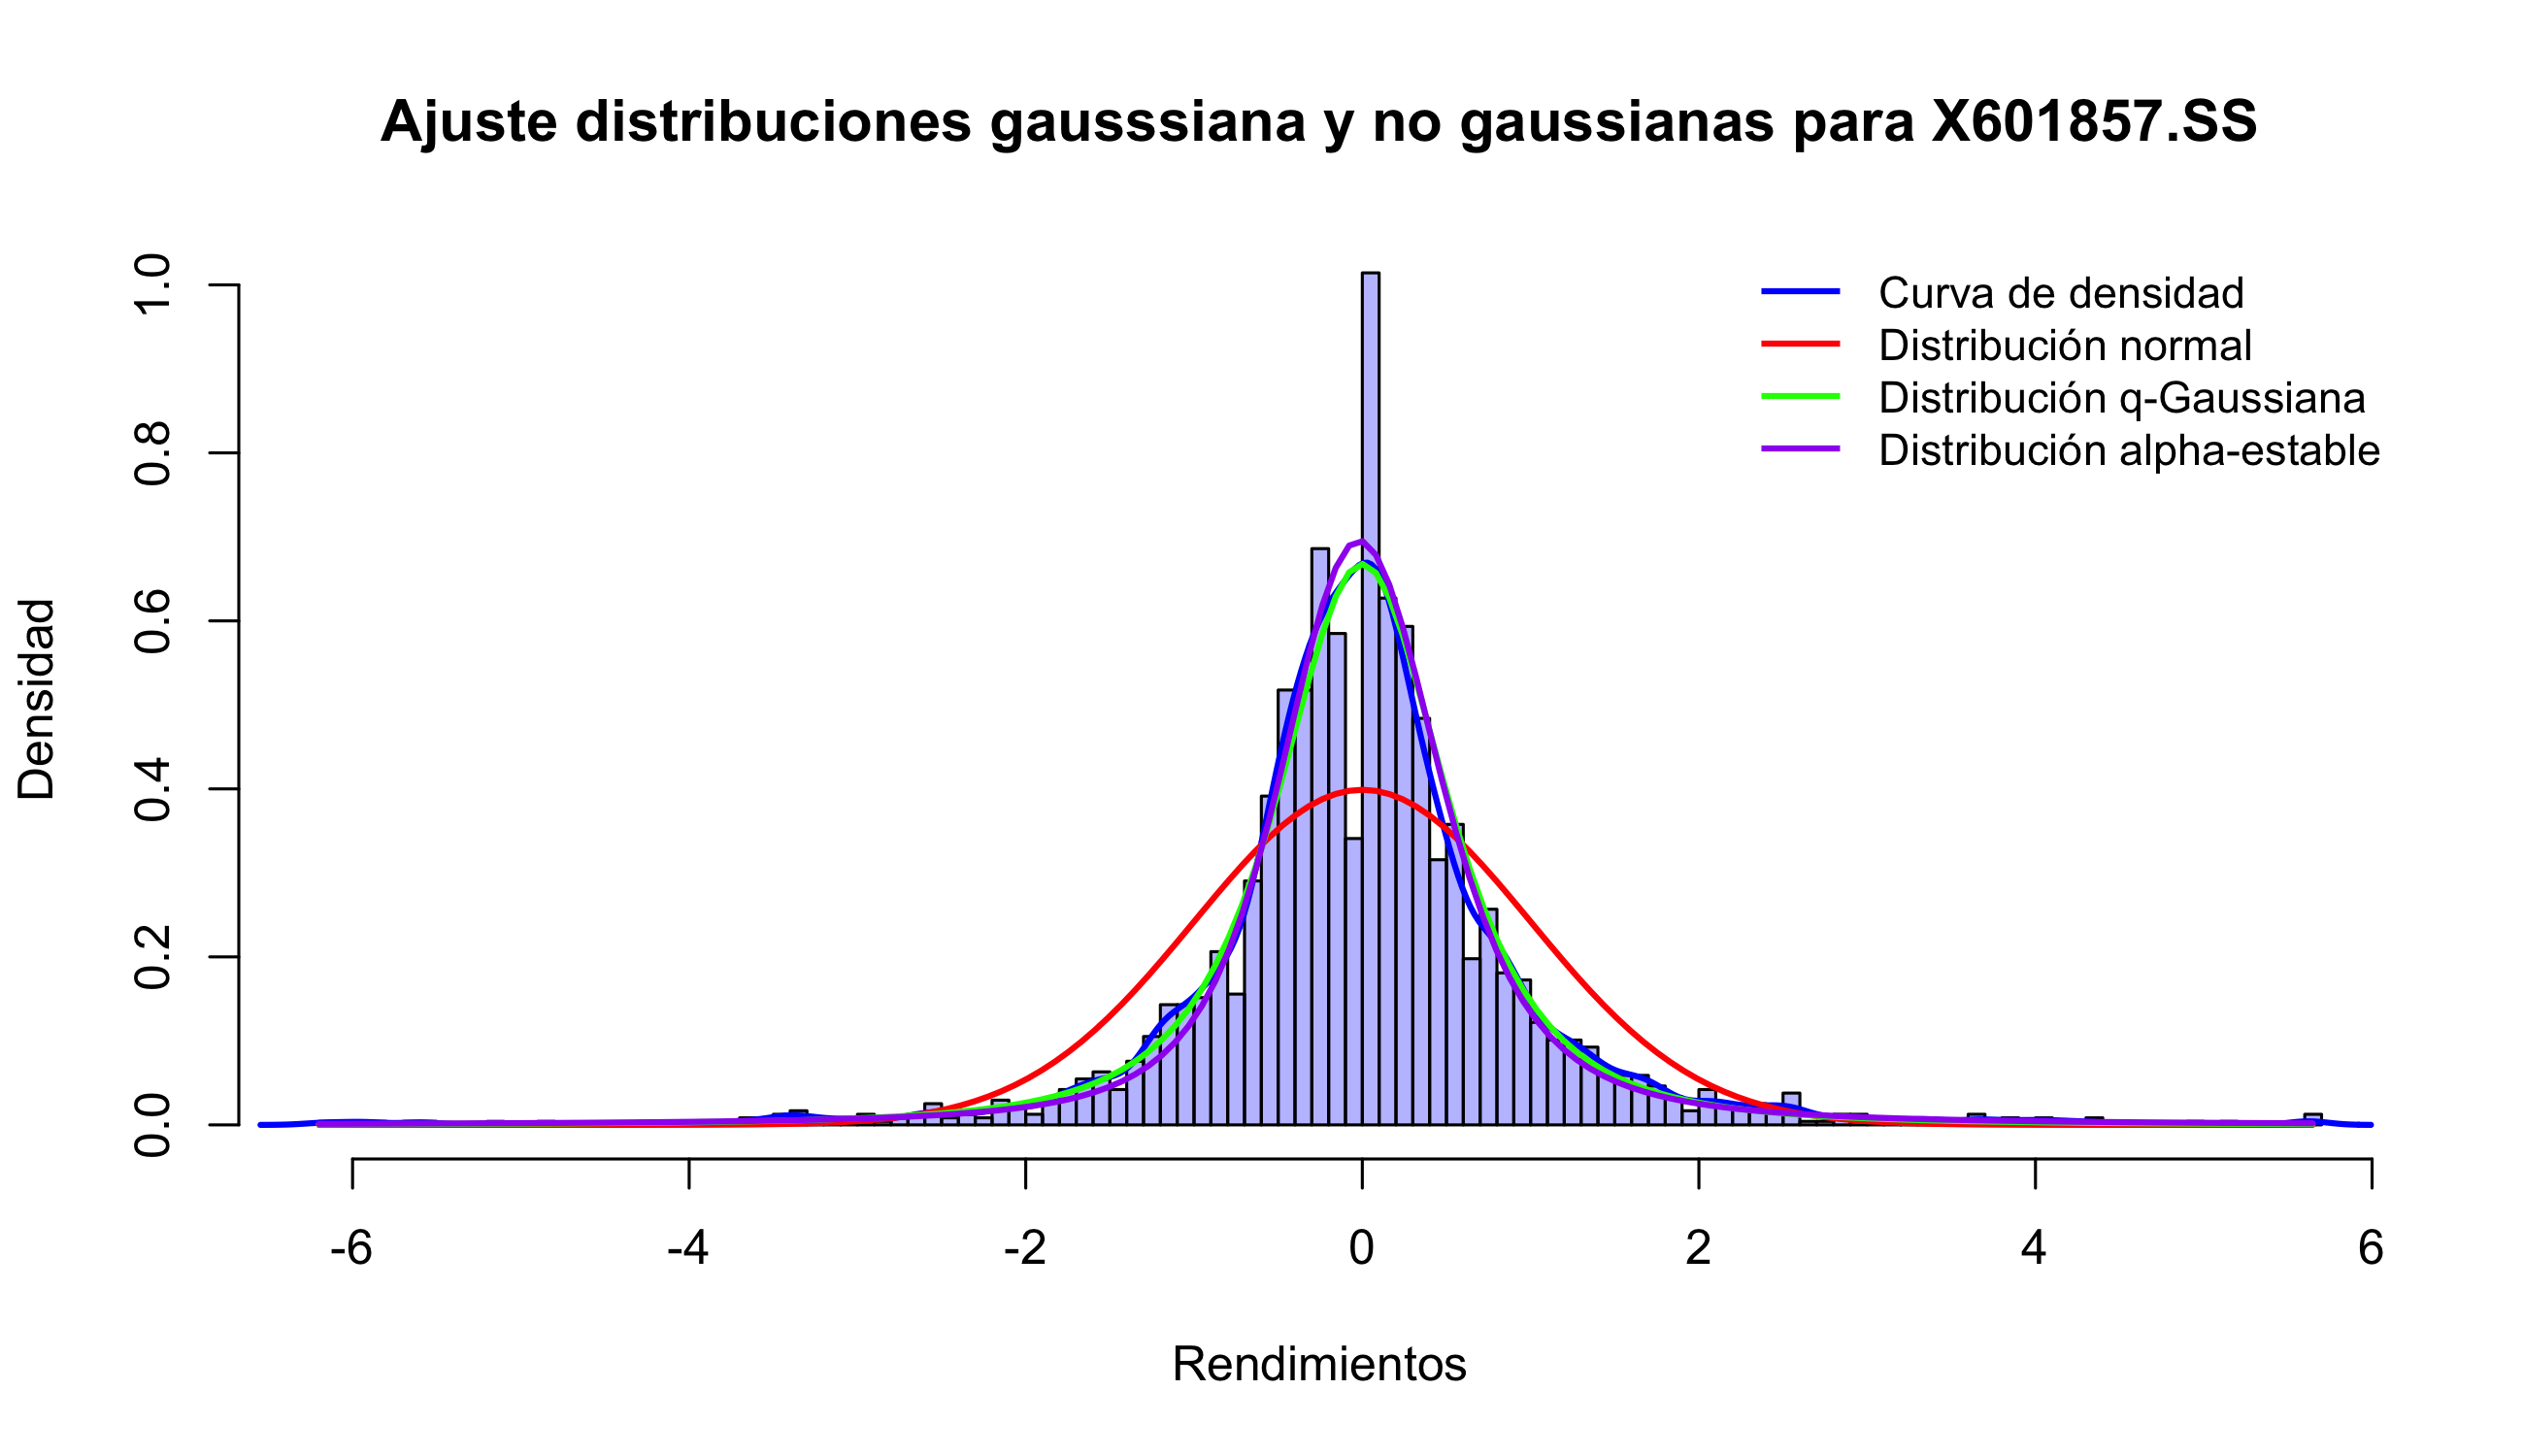 Ajuste distribuciones gausssiana y no gaussianas para X601857.SS
Curva de densidad
Distribución normal
Distribución q-Gaussiana
Distribución alpha-estable
Densidad
1.0
0.8
0.6
0.4
0.2
0.0
-6 -4 -2 0 2 4 6
Rendimientos